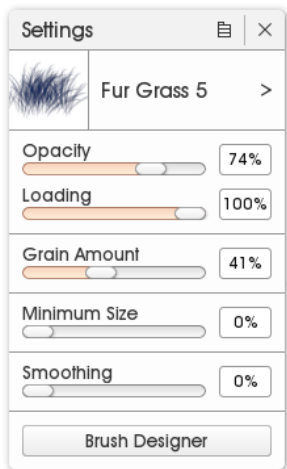 Settings
Fur Grass 5 >
Opacity 74%
Loading 100%
Grain Amount 41%
Minimum Size 0%
Smoothing 0%
Brush Designer